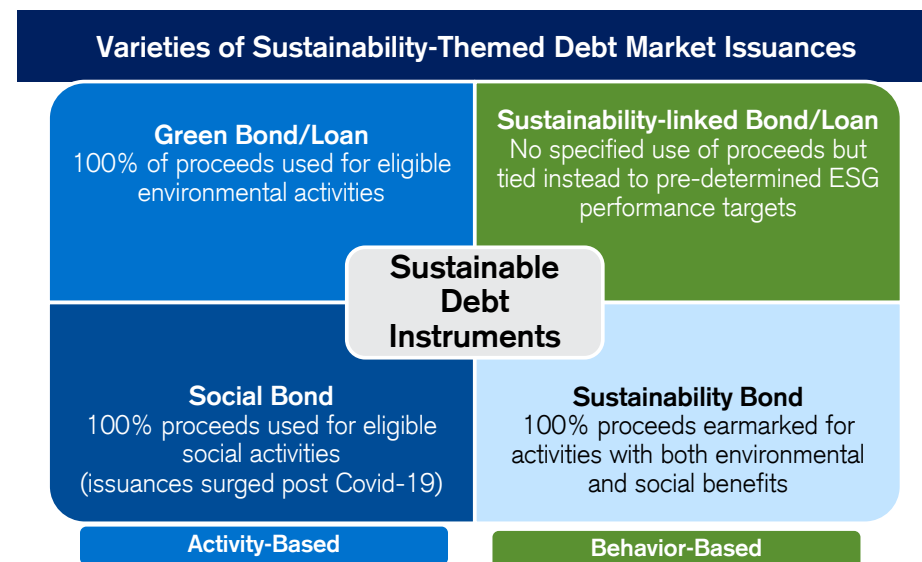 Varieties of Sustainability-Themed Debt Market Issuances
Green Bond/Loan
100% of proceeds used for eligible
environmental activities
Sustainability-linked Bond/Loan
No specified use of proceeds but
tied instead to pre-determined ESG
performance targets
Sustainable
Debt
Instruments
Social Bond
100% proceeds used for eligible
social activities
(issuances surged post Covid-19)
Sustainability Bond
100% proceeds earmarked for
activities with both environmental
and social benefits
Activity-Based
Behavior-Based